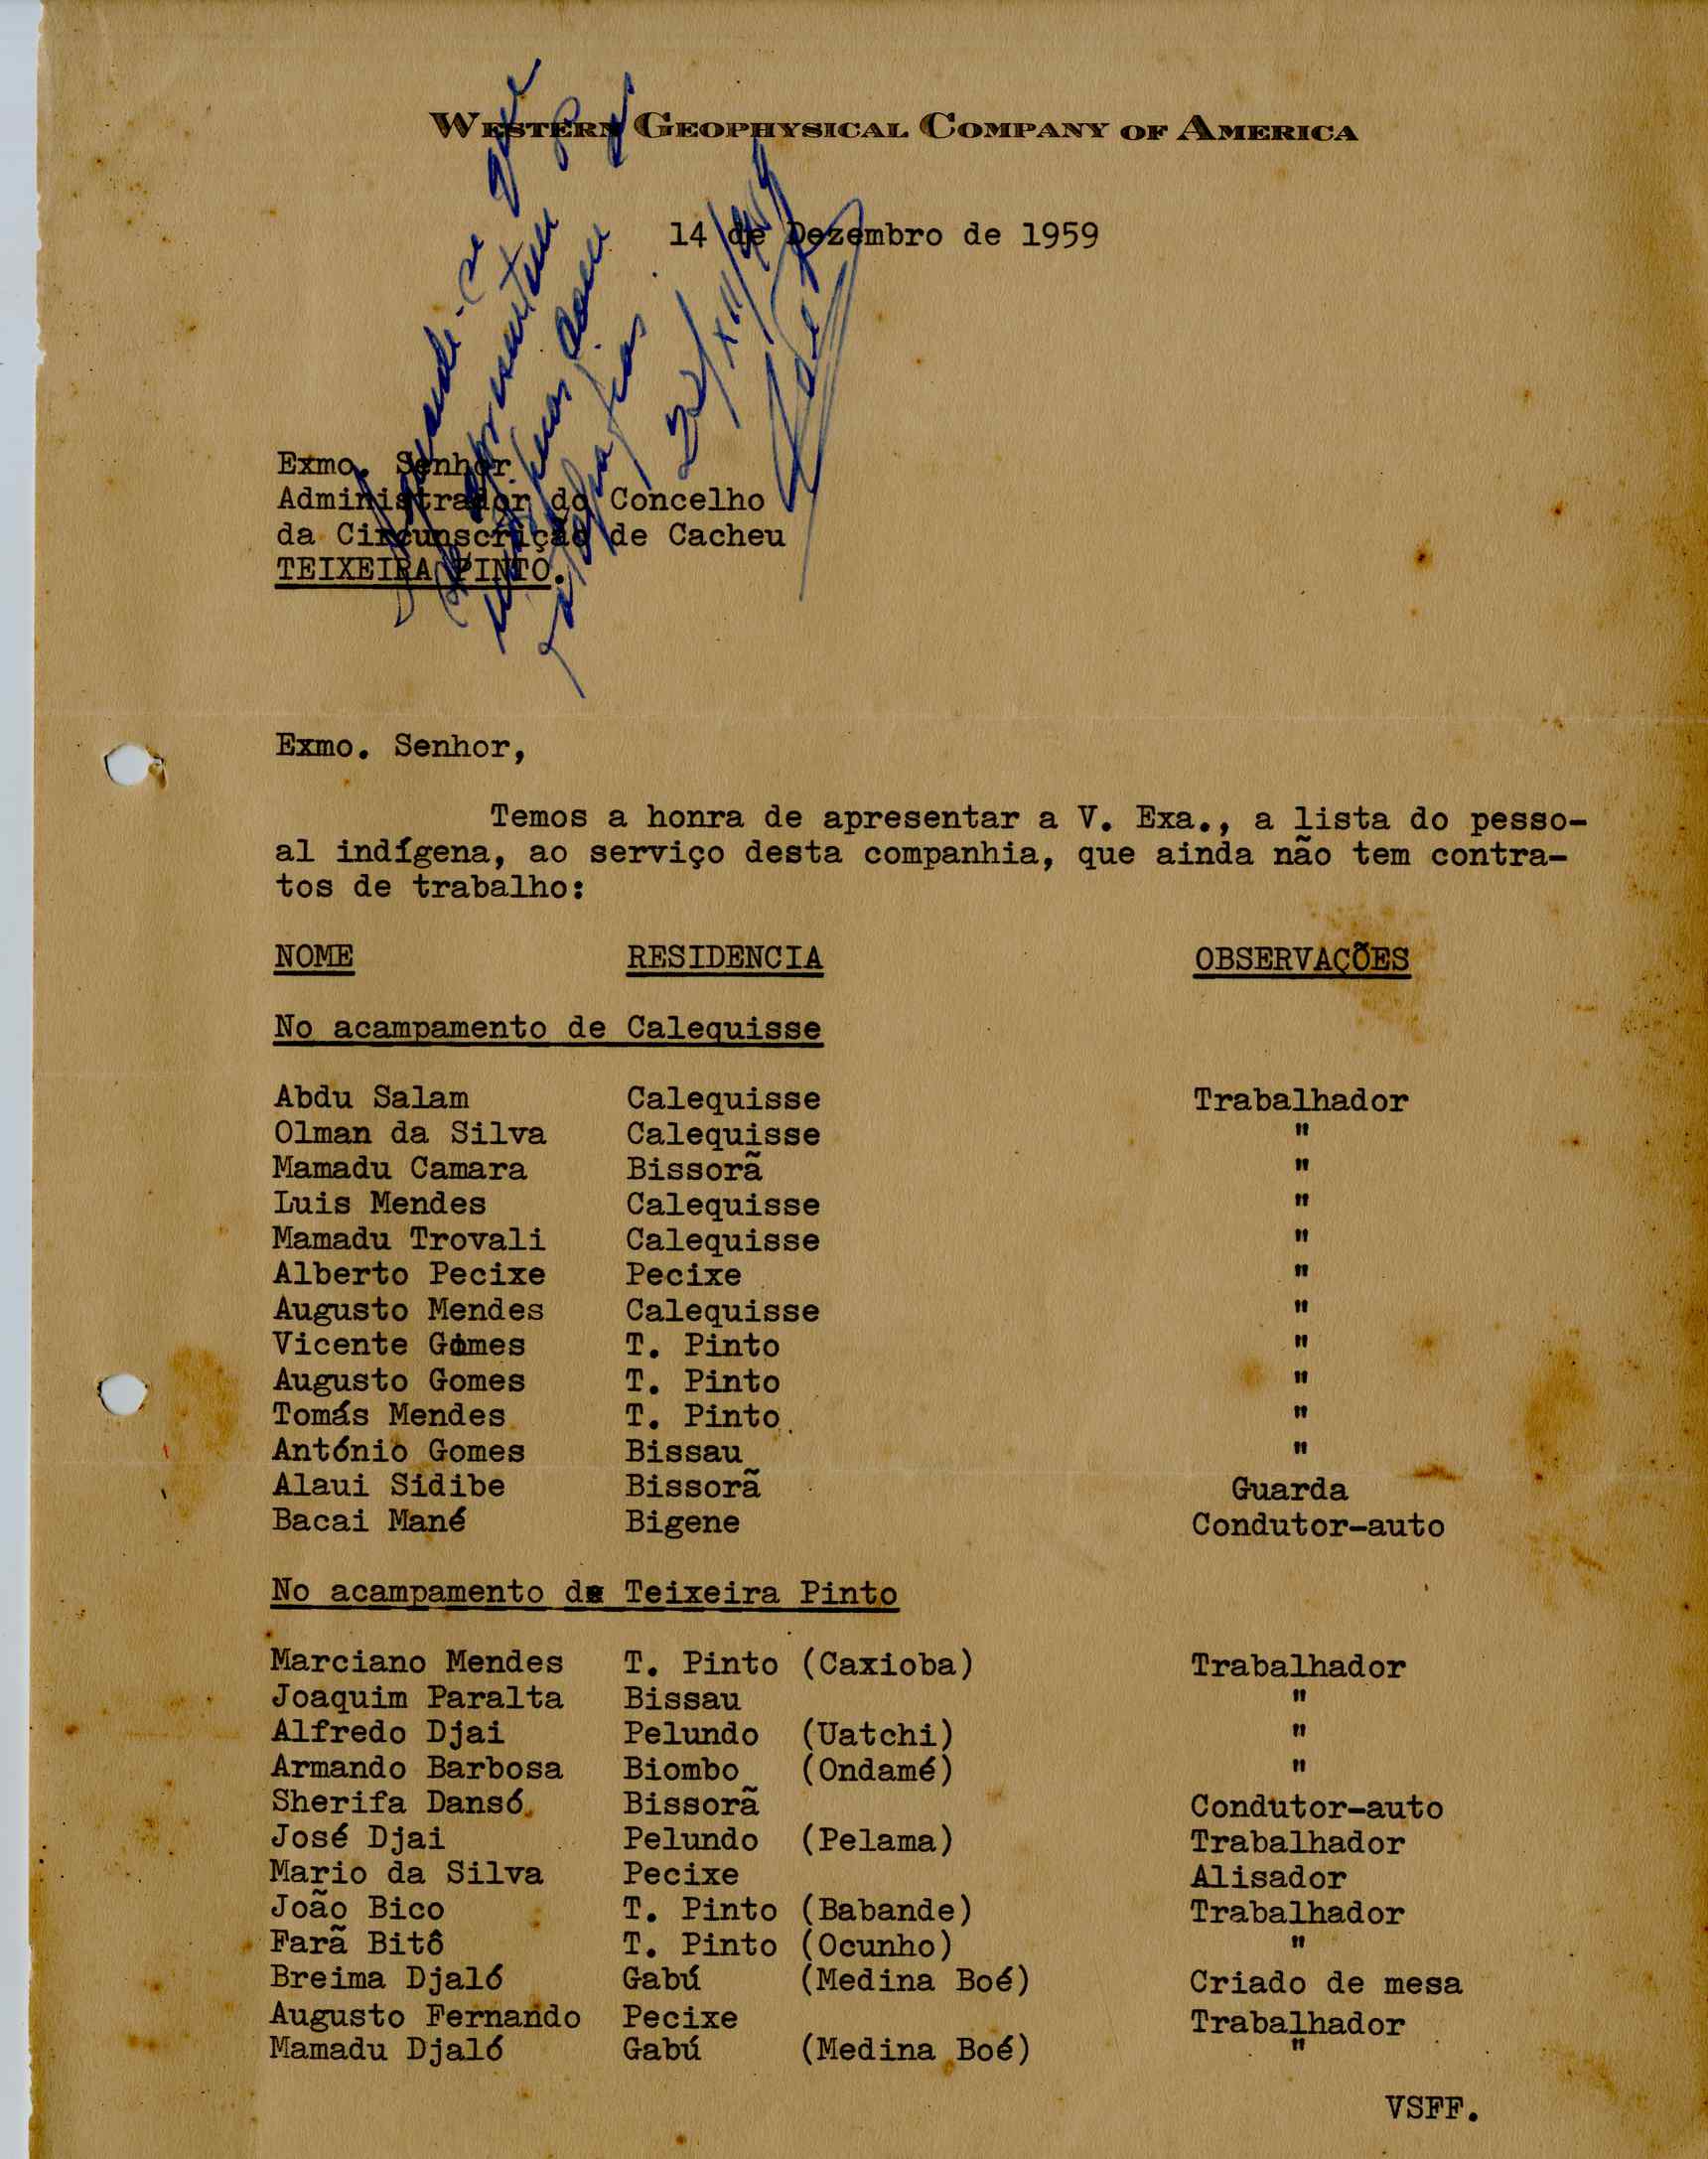 WESTERN GEOPHYSICAL COMPANY OF AMERICA
14 de Dezembro de 1959
Exmo. Senhor
Administrador do Concelho
da Circunscrição de Cacheu
TEIXEIRA PINTO.
Exmo. Senhor,
Temos a honra de apresentar a V. Exa., a lista do pesso-
al indígena, ao serviço desta companhia, que ainda não tem contra-
tos de trabalho:
NOME RESIDENCIA OBSERVAÇÕES
No acampamento de Calequisse
Abdu Salam Calequisse Trabalhador
Olman da Silva Calequisse "
Mamadu Camara Bissorã "
Luis Mendes Calequisse "
Mamadu Trovali Calequisse "
Alberto Pecixe Pecixe "
Augusto Mendes Calequisse "
Vicente Gomes T. Pinto "
Augusto Gomes T. Pinto "
Tomás Mendes T. Pinto "
António Gomes Bissau "
Alaui Sidibe Bissorã Guarda
Bacai Mané Bigene Condutor-auto
No acampamento de Teixeira Pinto
Marciano Mendes T. Pinto (Caxioba) Trabalhador
Joaquim Paralta Bissau "
Alfredo Djai Pelundo (Uatchi) "
Armando Barbosa Biombo (Ondamé) "
Sherifa Dansó Bissorã Condutor-auto
José Djai Pelundo (Pelama) Trabalhador
Mario da Silva Pecixe Alisador
João Bico T. Pinto (Babande) Trabalhador
Farã Bitô T. Pinto (Ocunho) "
Breima Djaló Gabú (Medina Boé) Criado de mesa
Augusto Fernando Pecixe Trabalhador
Mamadu Djaló Gabú (Medina Boé) "
VSFF.